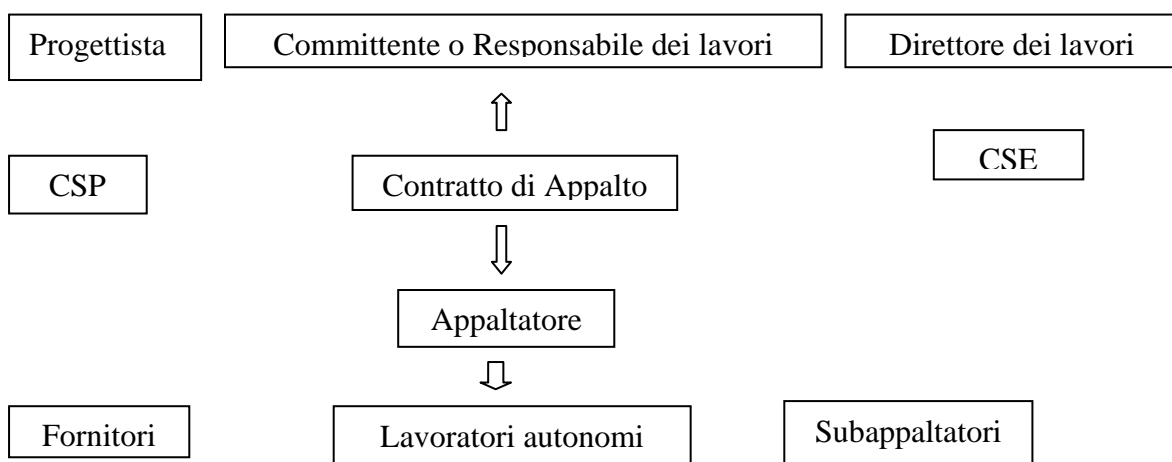 Progettista
Committente o Responsabile dei lavori
Direttore dei lavori
CSP
Contratto di Appalto
CSE
Appaltatore
Fornitori
Lavoratori autonomi
Subappaltatori